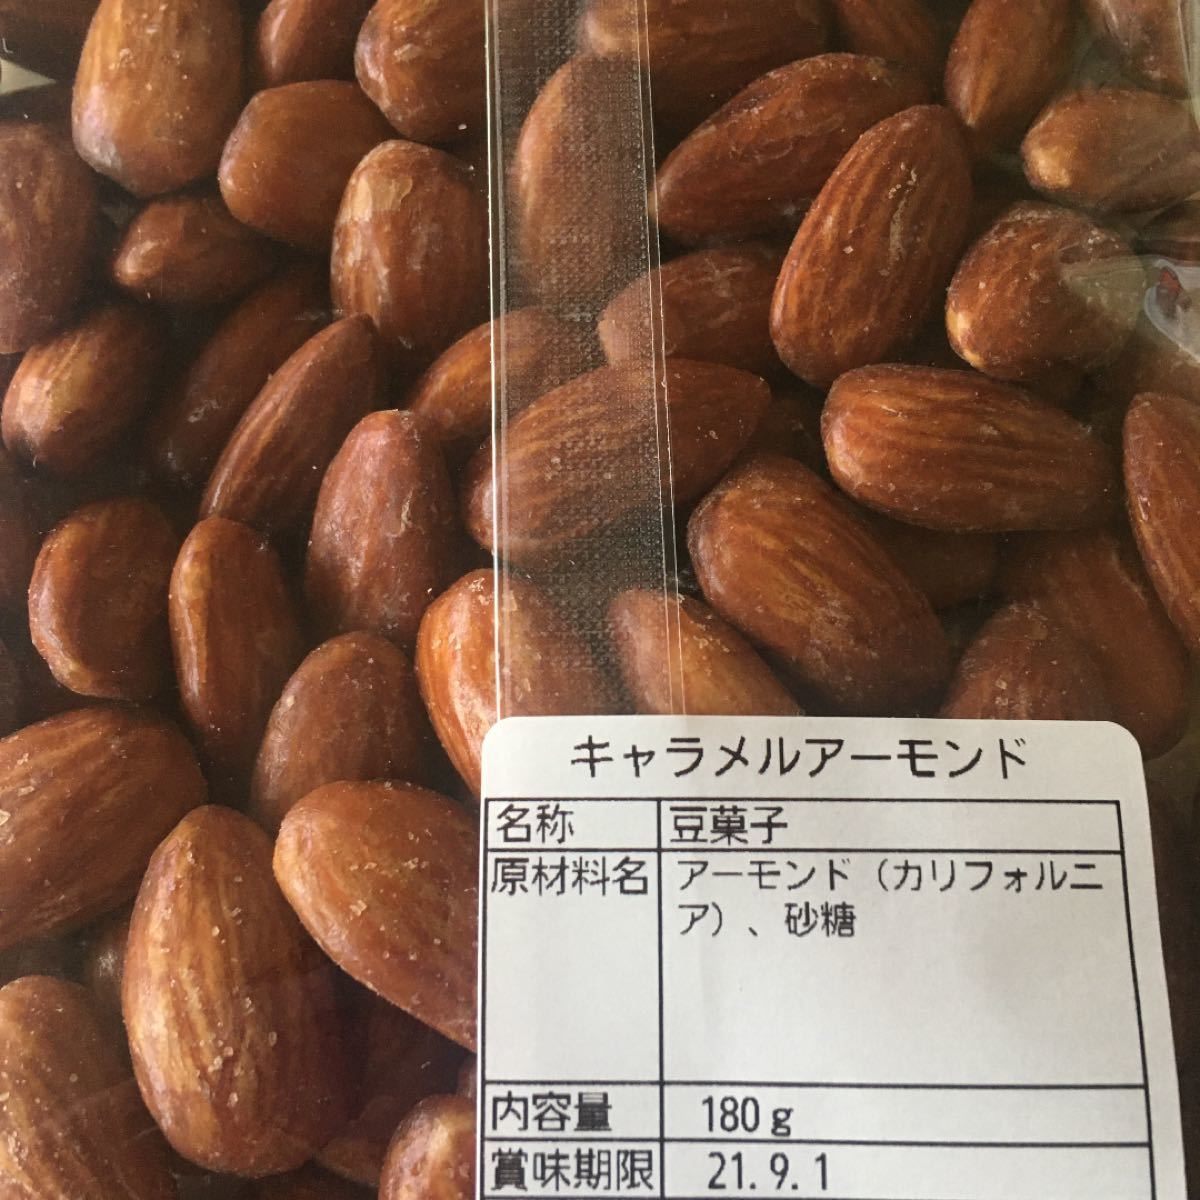 キャラメルアーモンド
名称 豆菓子
原材料名 アーモンド（カリフォルニ
ア）、砂糖
内容量 180g
賞味期限 21.9.1